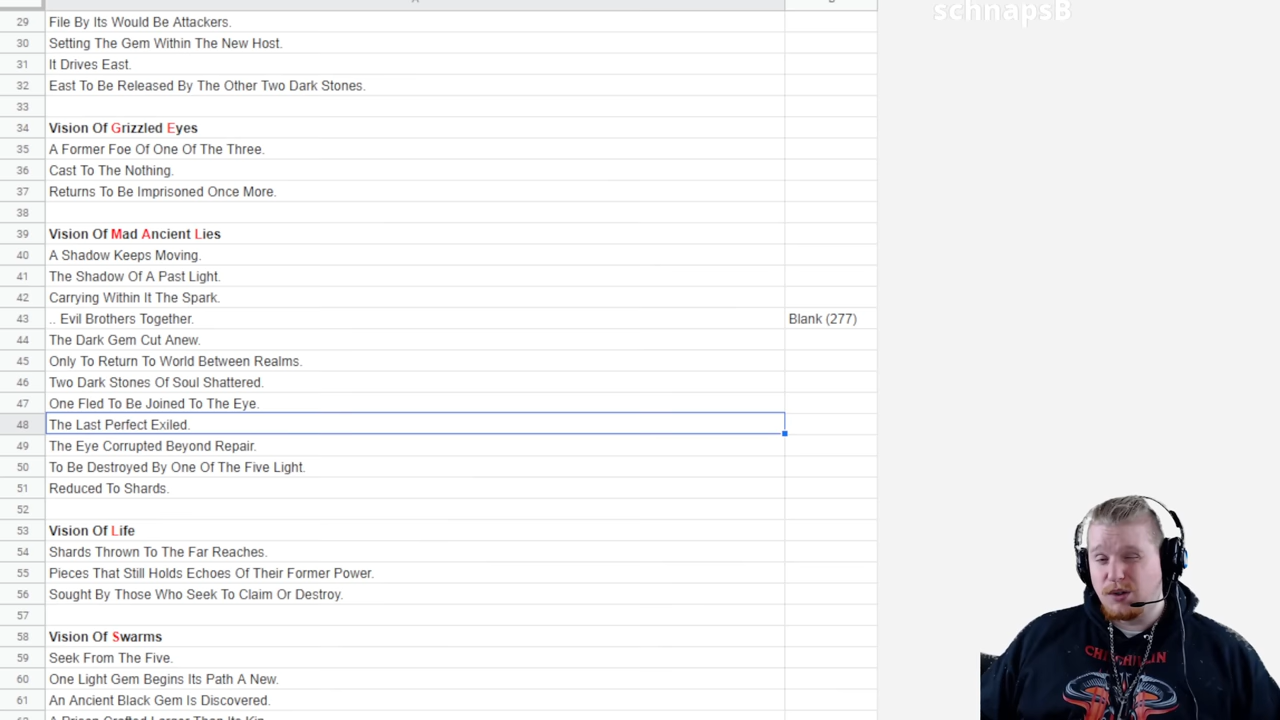 schnapsB
29 File By Its Would Be Attackers.
30 Setting The Gem Within The New Host.
31 It Drives East.
32 East To Be Released By The Other Two Dark Stones.
33
34 Vision Of Grizzled Eyes
35 A Former Foe Of One Of The Three.
36 Cast To The Nothing.
37 Returns To Be Imprisoned Once More.
38
39 Vision Of Mad Ancient Lies
40 A Shadow Keeps Moving.
41 The Shadow Of A Past Light.
42 Carrying Within It The Spark.
43 .. Evil Brothers Together. Blank (277)
44 The Dark Gem Cut Anew.
45 Only To Return To World Between Realms.
46 Two Dark Stones Of Soul Shattered.
47 One Fled To Be Joined To The Eye.
48 The Last Perfect Exiled.
49 The Eye Corrupted Beyond Repair.
50 To Be Destroyed By One Of The Five Light.
51 Reduced To Shards.
52
53 Vision Of Life
54 Shards Thrown To The Far Reaches.
55 Pieces That Still Holds Echoes Of Their Former Power.
56 Sought By Those Who Seek To Claim Or Destroy.
57
58 Vision Of Swarms
59 Seek From The Five.
60 One Light Gem Begins Its Path A New.
61 An Ancient Black Gem Is Discovered.
62 A Prison Crafted Larger Than Its Kin